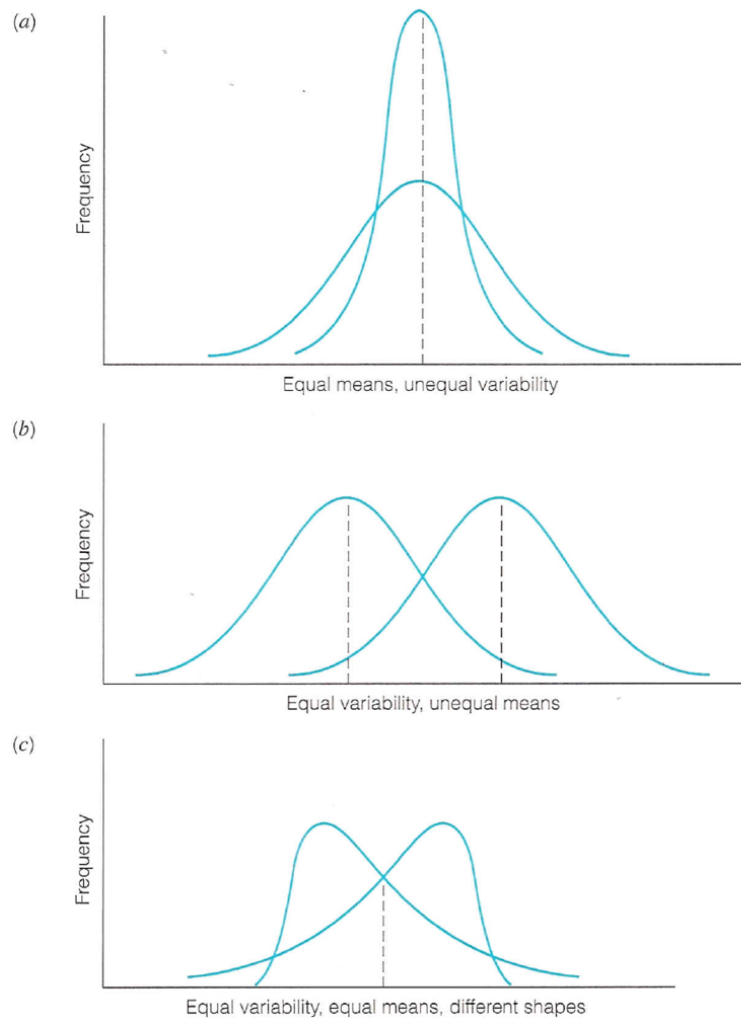 (a)
Frequency
Equal means, unequal variability
(b)
Frequency
Equal variability, unequal means
(c)
Frequency
Equal variability, equal means, different shapes